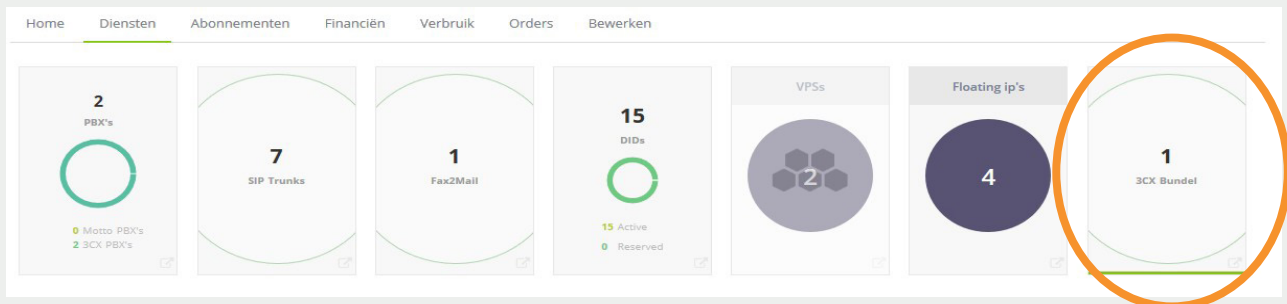 Home Diensten Abonnementen Financiën Verbruik Orders Bewerken
2
PBX's
0 Motto PBX's
2 3CX PBX's
7
SIP Trunks
1
Fax2Mail
15
DIDs
15 Active
0 Reserved
VPSs
2
Floating ip's
4
1
3CX Bundel